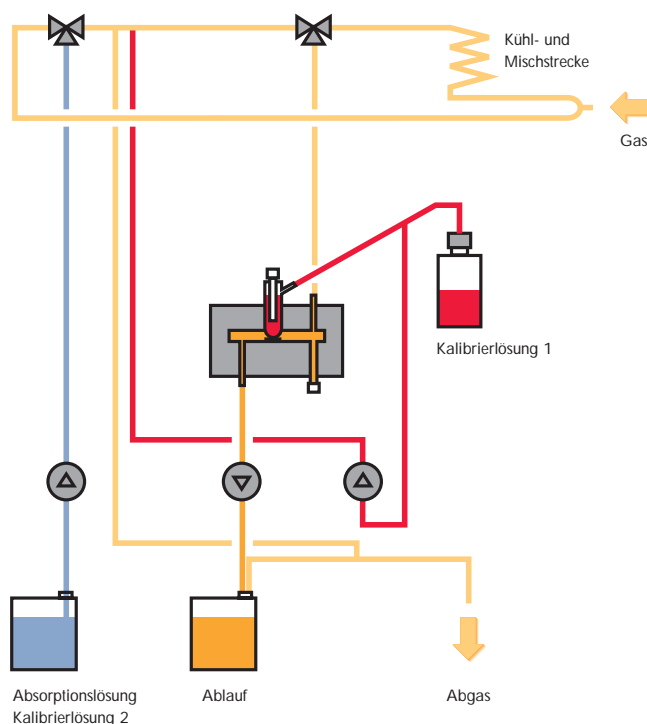 Kühl- und
Mischstrecke
Gas
Kalibrierlösung 1
Absorptionslösung
Kalibrierlösung 2
Ablauf
Abgas